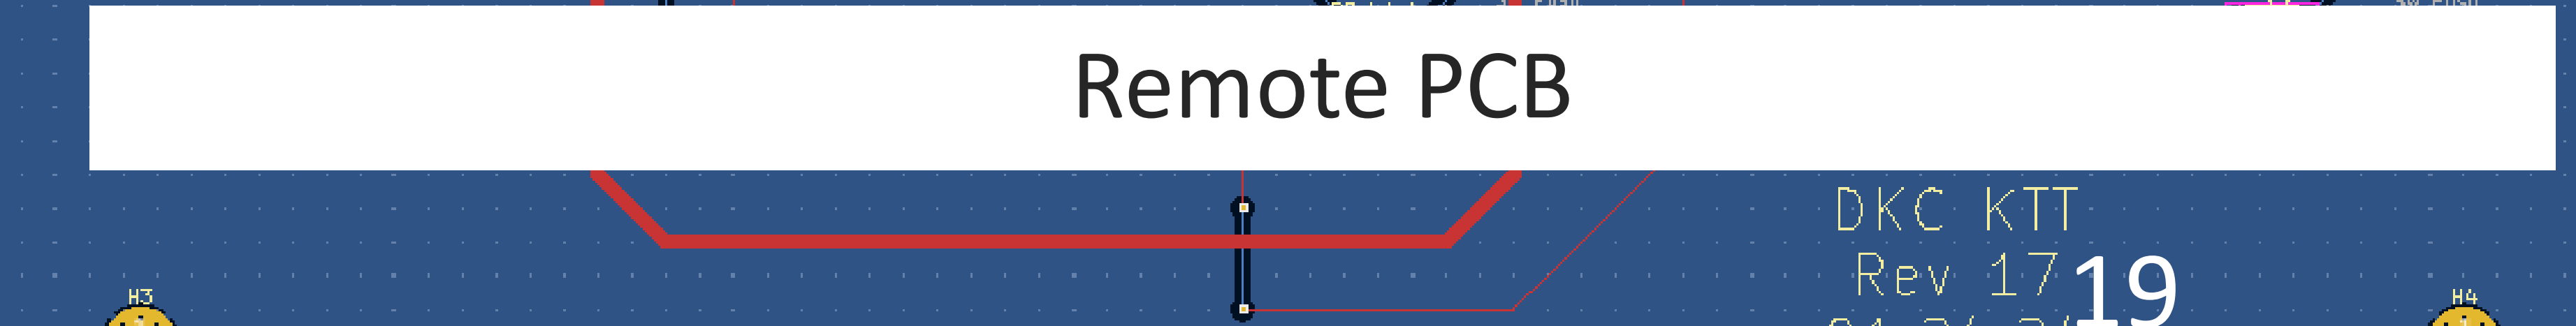 Remote PCB
DKC KTT
Rev 17
19
H3
H4